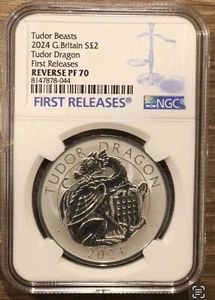 Tudor Beasts
2024 G.Britain S£2
Tudor Dragon
First Releases
REVERSE PF 70
8147878-044
FIRST RELEASES
NGC
TUDOR DRAGON
2024